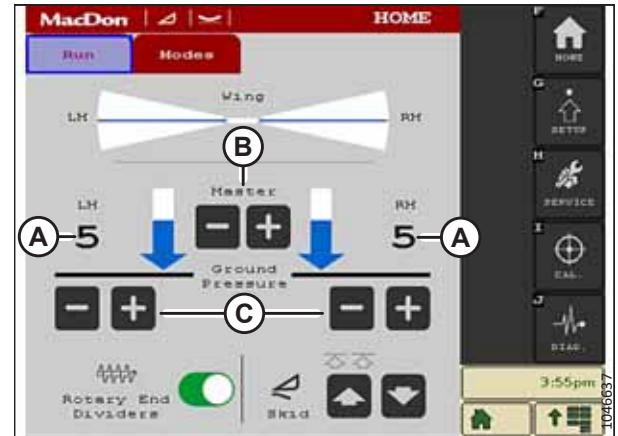 MacDon HOME
Run Modes
Wing
LH RH
B
Master
LH RH
A 5 5 A
Ground
Pressure
C
Rotary End
Dividers
Skid
F
HOME
G
SETUP
H
SERVICE
I
CAL.
J
DIAG.
3:55pm
1046637